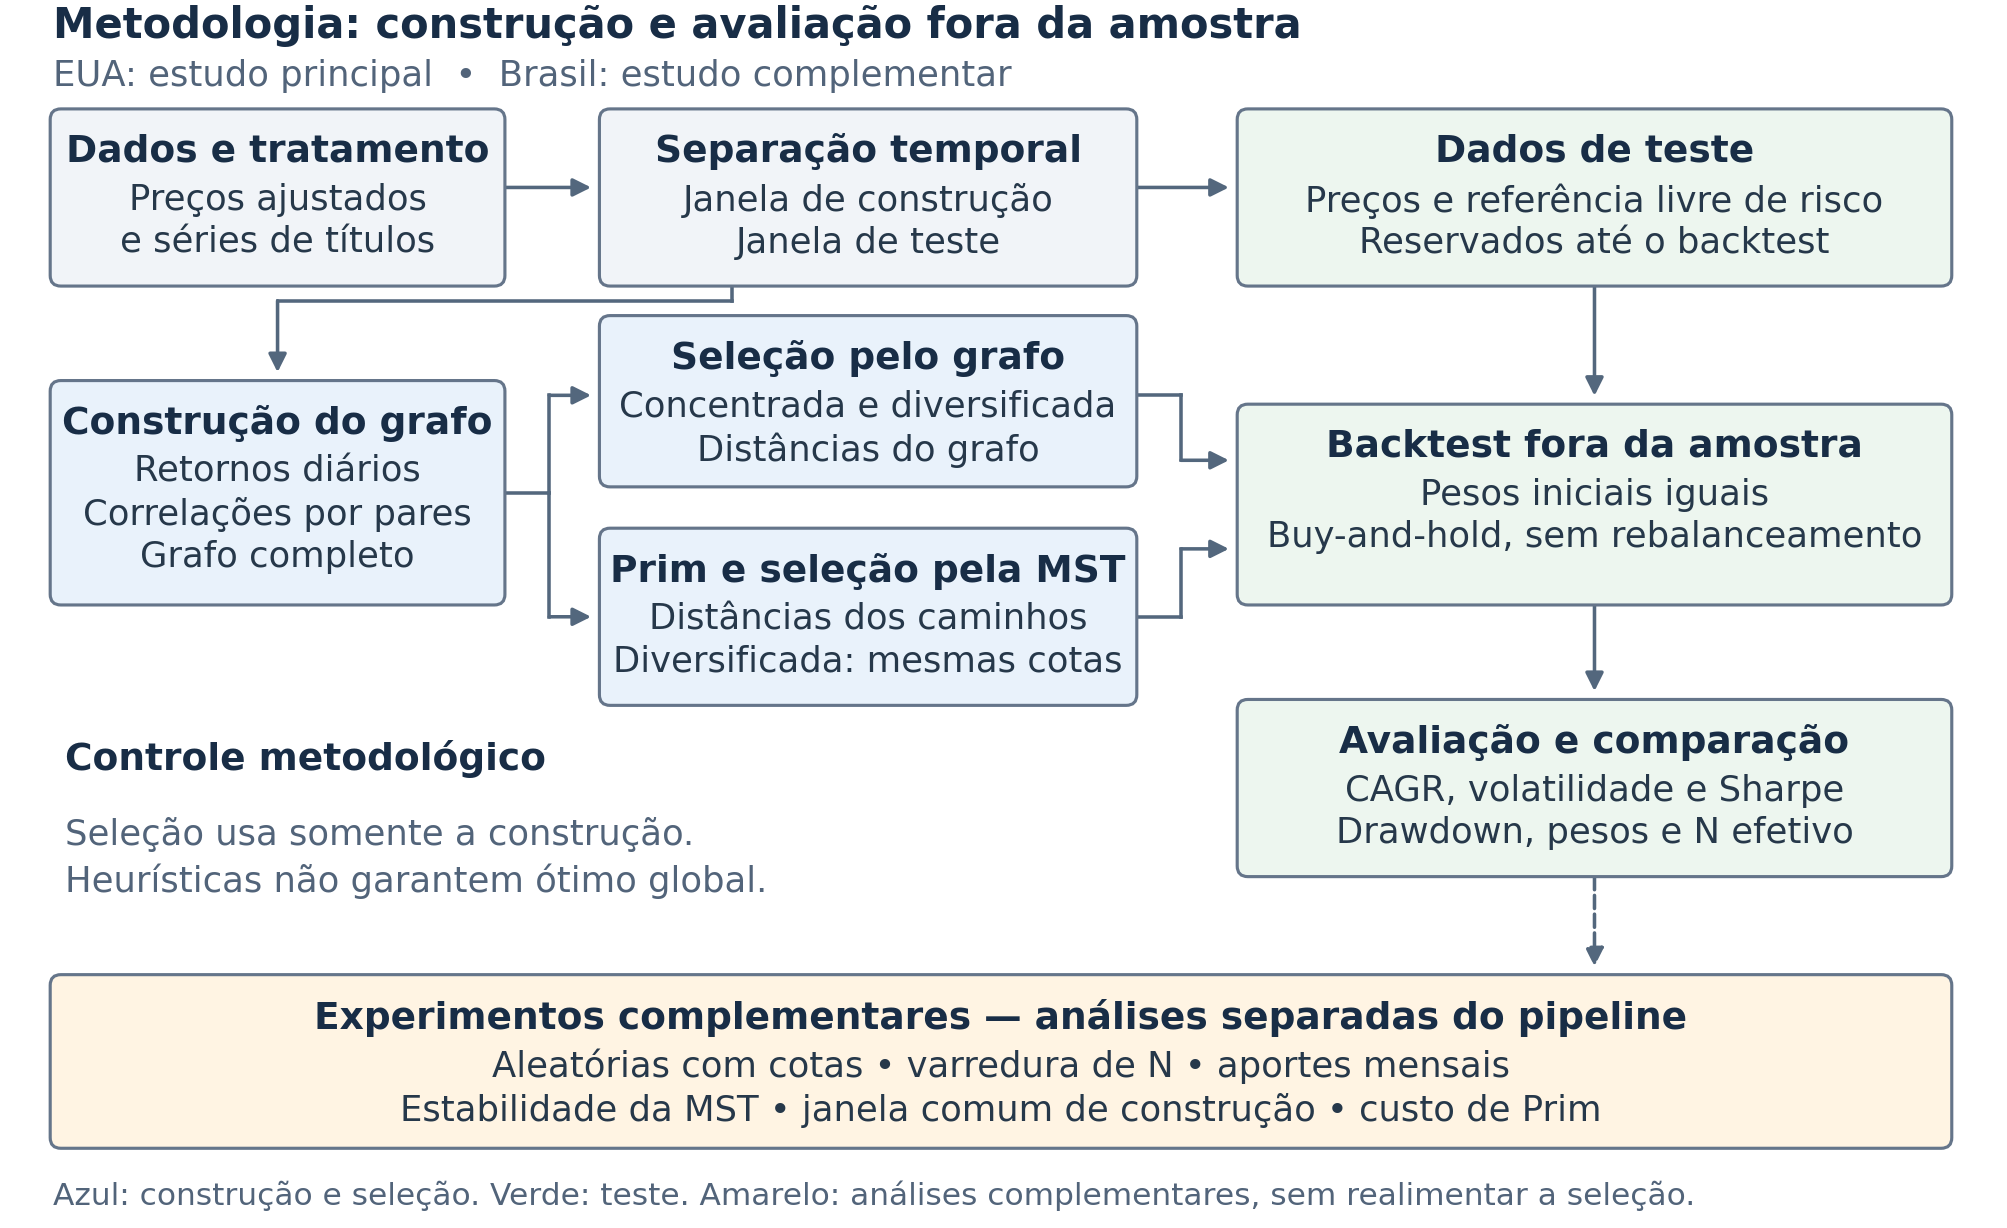 Metodologia: construção e avaliação fora da amostra
EUA: estudo principal • Brasil: estudo complementar
Dados e tratamento
Preços ajustados
e séries de títulos
Separação temporal
Janela de construção
Janela de teste
Dados de teste
Preços e referência livre de risco
Reservados até o backtest
Construção do grafo
Retornos diários
Correlações por pares
Grafo completo
Seleção pelo grafo
Concentrada e diversificada
Distâncias do grafo
Prim e seleção pela MST
Distâncias dos caminhos
Diversificada: mesmas cotas
Backtest fora da amostra
Pesos iniciais iguais
Buy-and-hold, sem rebalanceamento
Avaliação e comparação
CAGR, volatilidade e Sharpe
Drawdown, pesos e N efetivo
Controle metodológico
Seleção usa somente a construção.
Heurísticas não garantem ótimo global.
Experimentos complementares — análises separadas do pipeline
Aleatórias com cotas • varredura de N • aportes mensais
Estabilidade da MST • janela comum de construção • custo de Prim
Azul: construção e seleção. Verde: teste. Amarelo: análises complementares, sem realimentar a seleção.